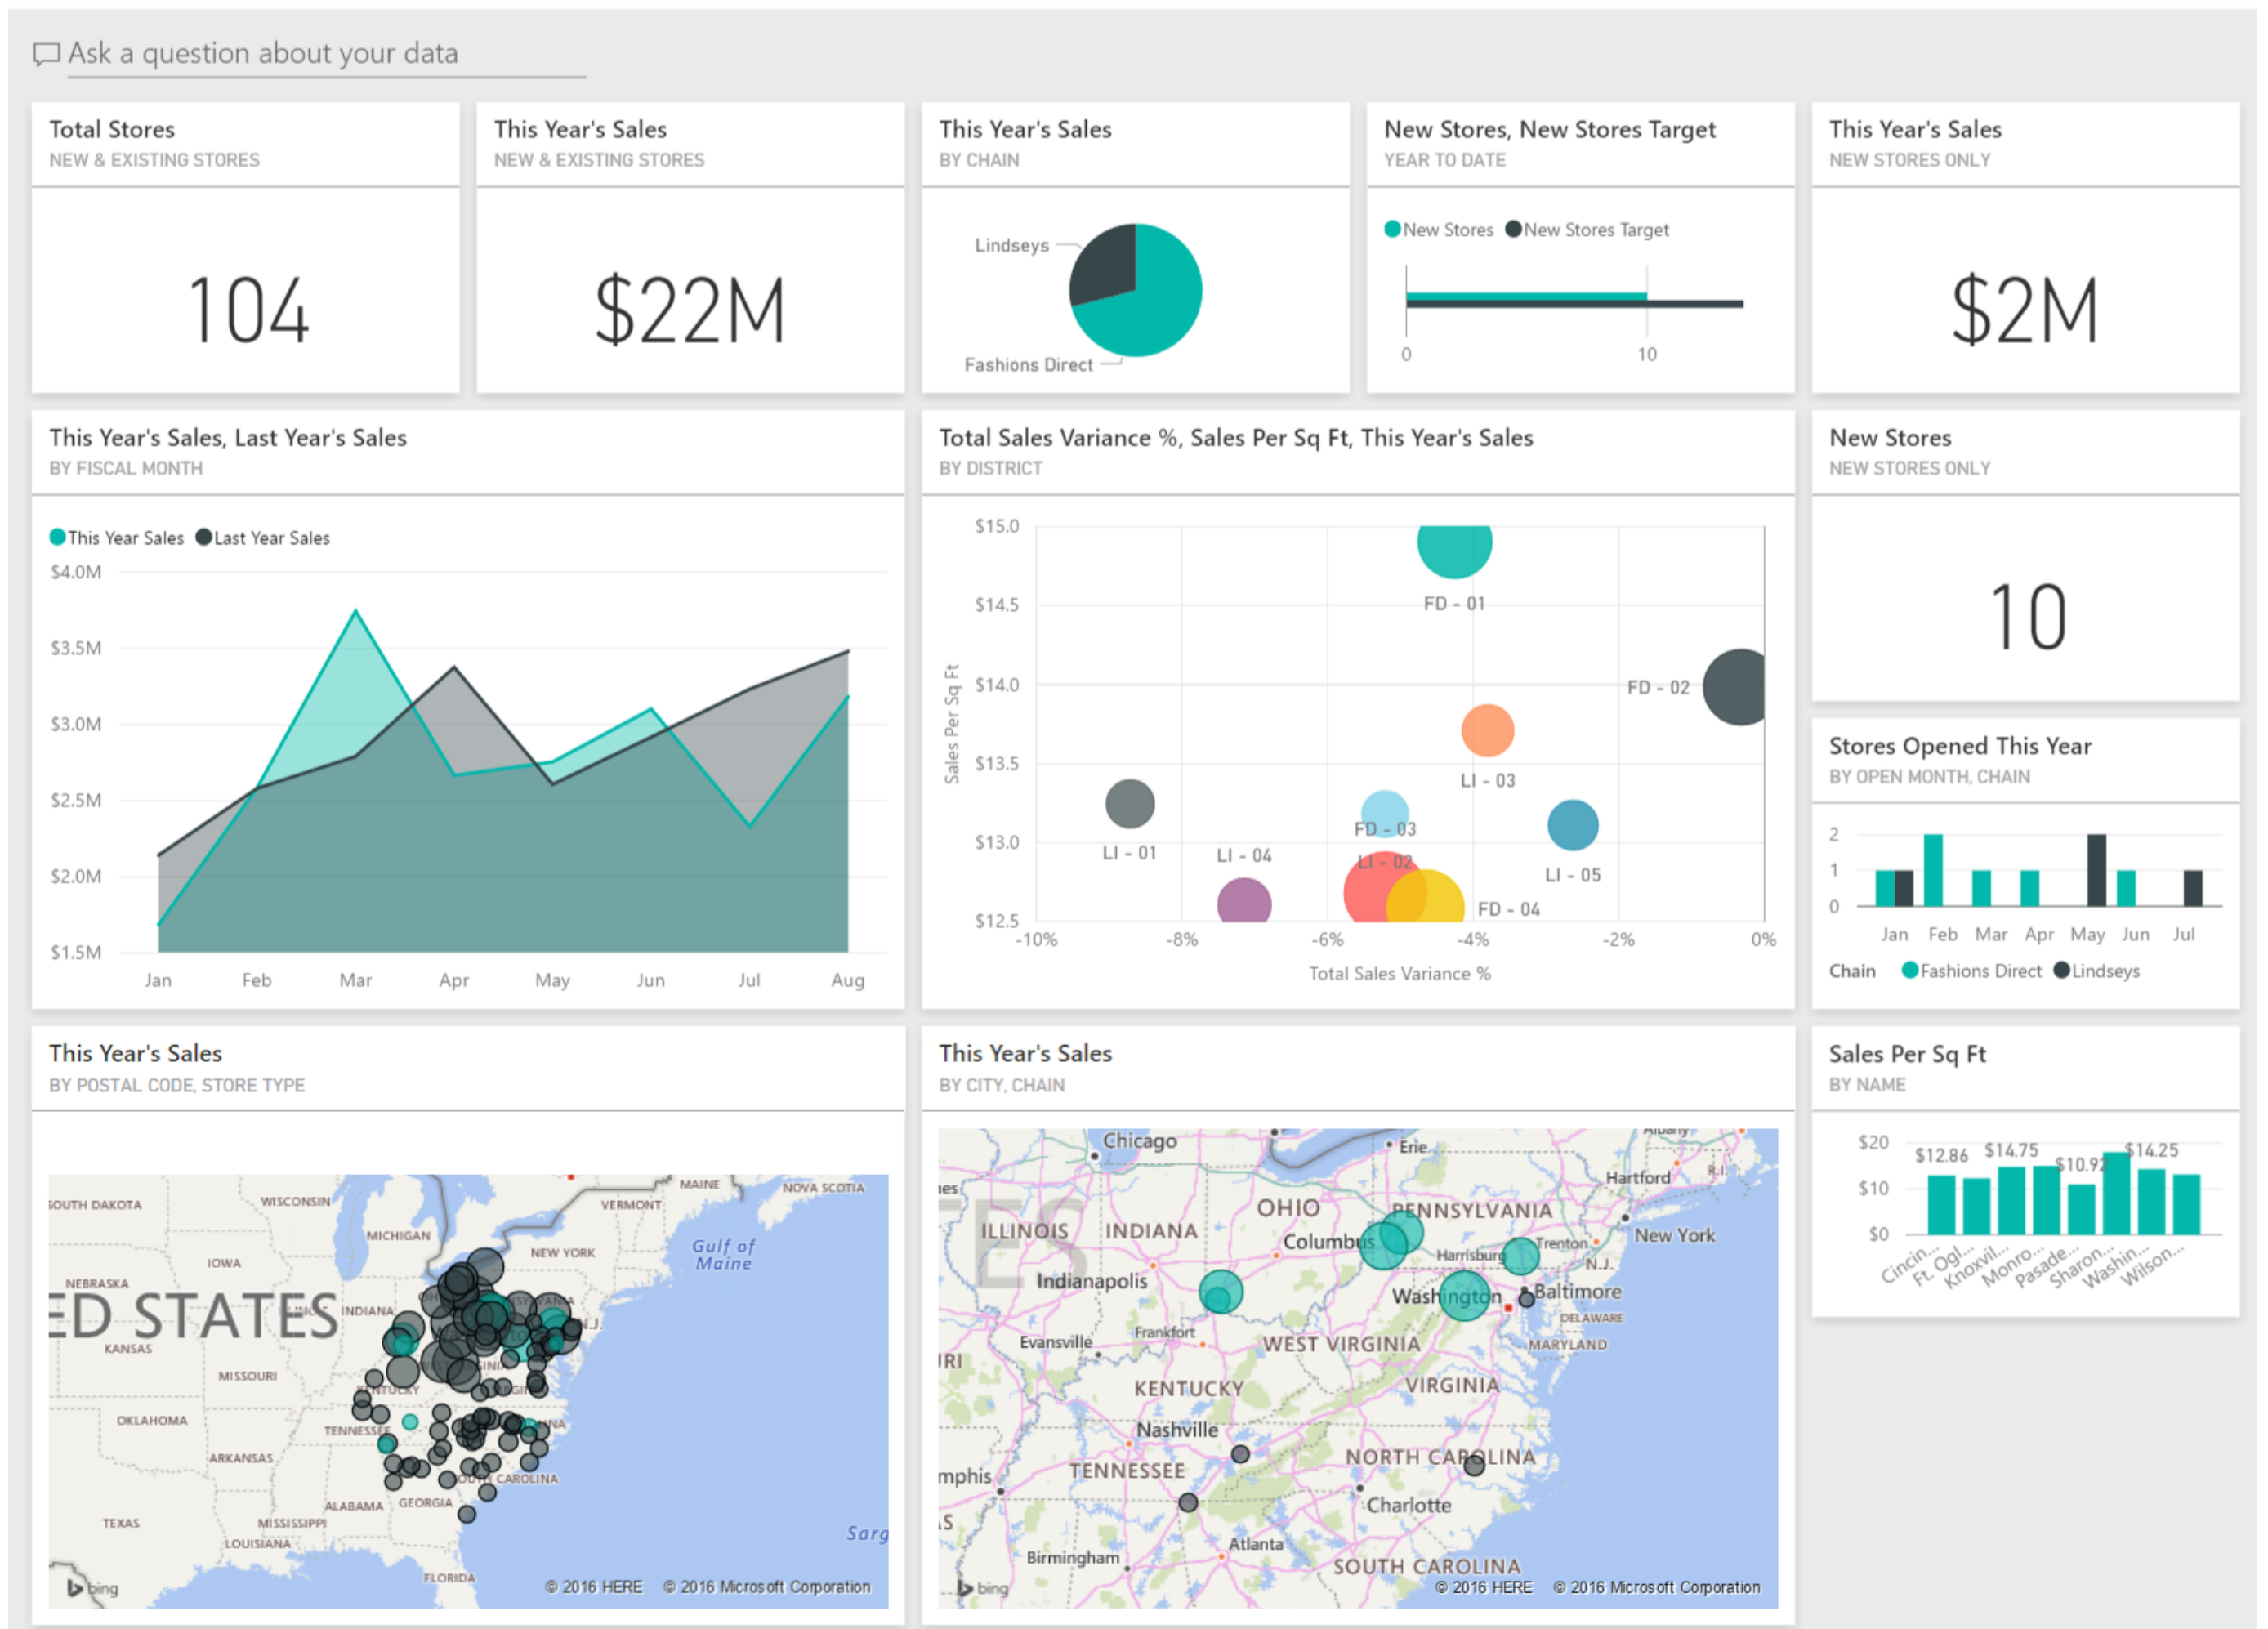 Ask a question about your data
Total Stores
NEW & EXISTING STORES
104
This Year's Sales
NEW & EXISTING STORES
$22M
This Year's Sales
BY CHAIN
Lindseys
Fashions Direct
New Stores, New Stores Target
YEAR TO DATE
New Stores New Stores Target
0 10
This Year's Sales
NEW STORES ONLY
$2M
This Year's Sales, Last Year's Sales
BY FISCAL MONTH
This Year Sales Last Year Sales
$4.0M
$3.5M
$3.0M
$2.5M
$2.0M
$1.5M
Jan Feb Mar Apr May Jun Jul Aug
Total Sales Variance %, Sales Per Sq Ft, This Year's Sales
BY DISTRICT
Sales Per Sq Ft
$15.0
$14.5
$14.0
$13.5
$13.0
$12.5
FD - 01
FD - 02
LI - 03
FD - 03
LI - 01
LI - 04
LI - 02
LI - 05
FD - 04
-10% -8% -6% -4% -2% 0%
Total Sales Variance %
New Stores
NEW STORES ONLY
10
Stores Opened This Year
BY OPEN MONTH, CHAIN
2
1
0
Jan Feb Mar Apr May Jun Jul
Chain Fashions Direct Lindseys
This Year's Sales
BY POSTAL CODE, STORE TYPE
MAINE
NOVA SCOTIA
SOUTH DAKOTA
WISCONSIN
VERMONT
MICHIGAN
Gulf of
Maine
NEW YORK
IOWA
NEBRASKA
ED STATES
INDIANA
N.J.
KANSAS
MISSOURI
KENTUCKY
OKLAHOMA
TENNESSEE
ARKANSAS
SOUTH CAROLINA
ALABAMA
GEORGIA
TEXAS
MISSISSIPPI
LOUISIANA
Sarg
FLORIDA
bing
© 2016 HERE © 2016 Microsoft Corporation
This Year's Sales
BY CITY, CHAIN
Chicago
Erie
Albany
Hartford
R.I.
ES
OHIO
PENNSYLVANIA
ILLINOIS
INDIANA
Columbus
New York
Harrisburg
Trenton
N.J.
Indianapolis
Washington
Baltimore
DELAWARE
Frankfort
Evansville
WEST VIRGINIA
MARYLAND
KENTUCKY
VIRGINIA
Nashville
NORTH CAROLINA
TENNESSEE
mphis
Charlotte
Atlanta
Birmingham
SOUTH CAROLINA
bing
© 2016 HERE © 2016 Microsoft Corporation
Sales Per Sq Ft
BY NAME
$20
$10
$0
$12.86 $14.75 $10.92 $14.25
Cincin... Ft. Ogl... Knoxvil... Monro... Pasade... Sharon... Washin... Wilson...